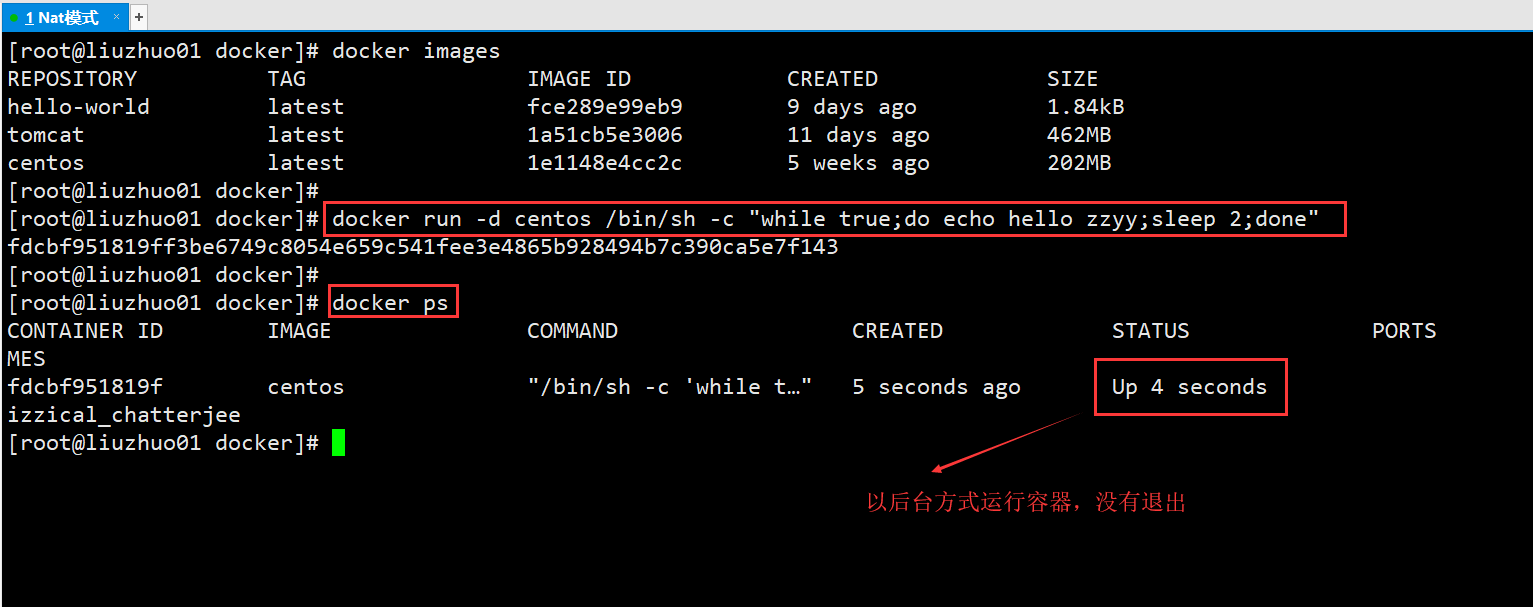 1 Nat模式 × +
[root@liuzhuo01 docker]# docker images
REPOSITORY TAG IMAGE ID CREATED SIZE
hello-world latest fce289e99eb9 9 days ago 1.84kB
tomcat latest 1a51cb5e3006 11 days ago 462MB
centos latest 1e1148e4cc2c 5 weeks ago 202MB
[root@liuzhuo01 docker]#
[root@liuzhuo01 docker]# docker run -d centos /bin/sh -c "while true;do echo hello zzyy;sleep 2;done"
fdcbf951819ff3be6749c8054e659c541fee3e4865b928494b7c390ca5e7f143
[root@liuzhuo01 docker]#
[root@liuzhuo01 docker]# docker ps
CONTAINER ID IMAGE COMMAND CREATED STATUS PORTS
MES
fdcbf951819f centos "/bin/sh -c 'while t…" 5 seconds ago Up 4 seconds
izzical_chatterjee
[root@liuzhuo01 docker]#
以后台方式运行容器，没有退出